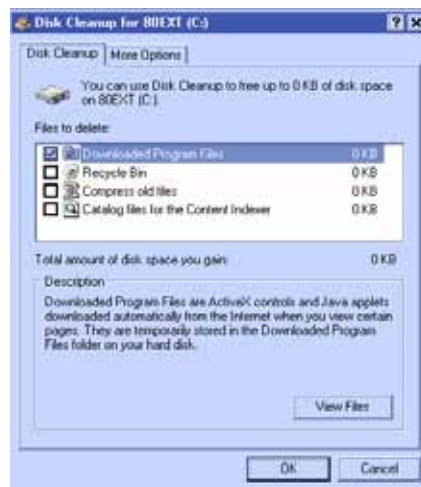 Disk Cleanup for 80EXT (C:)
Disk Cleanup
More Options
You can use Disk Cleanup to free up to 0 KB of disk space
on 80EXT (C:).
Files to delete:
Downloaded Program Files 0 KB
Recycle Bin 0 KB
Compress old files 0 KB
Catalog files for the Content Indexer 0 KB
Total amount of disk space you gain: 0 KB
Description
Downloaded Program Files are ActiveX controls and Java applets
downloaded automatically from the Internet when you view certain
pages. They are temporarily stored in the Downloaded Program
Files folder on your hard disk.
View Files
OK
Cancel